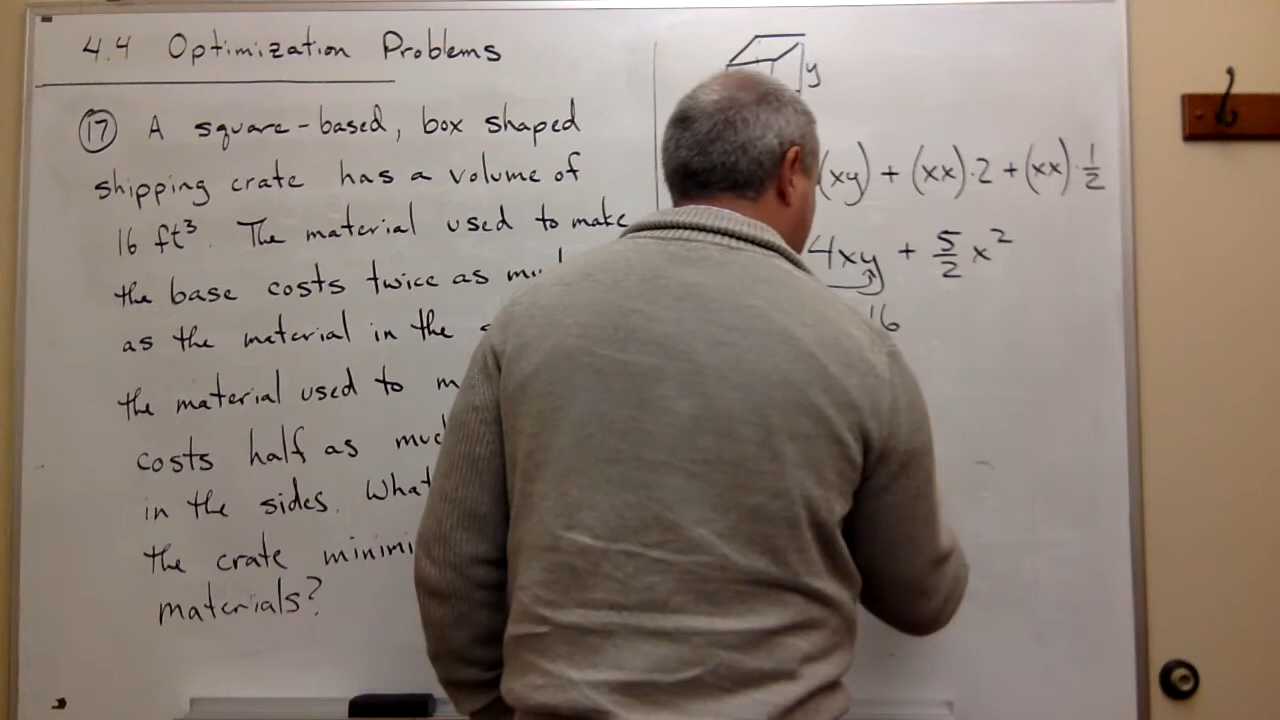 4.4 Optimization Problems
17 A square-based, box shaped
shipping crate has a volume of
16 ft³. The material used to make
the base costs twice as
as the material in the
the material used to
costs half as
in the sides. What
the crate
materials?
y
(xy) + (xx)·2 + (xx)·1/2
4xy + 5/2 x²
16